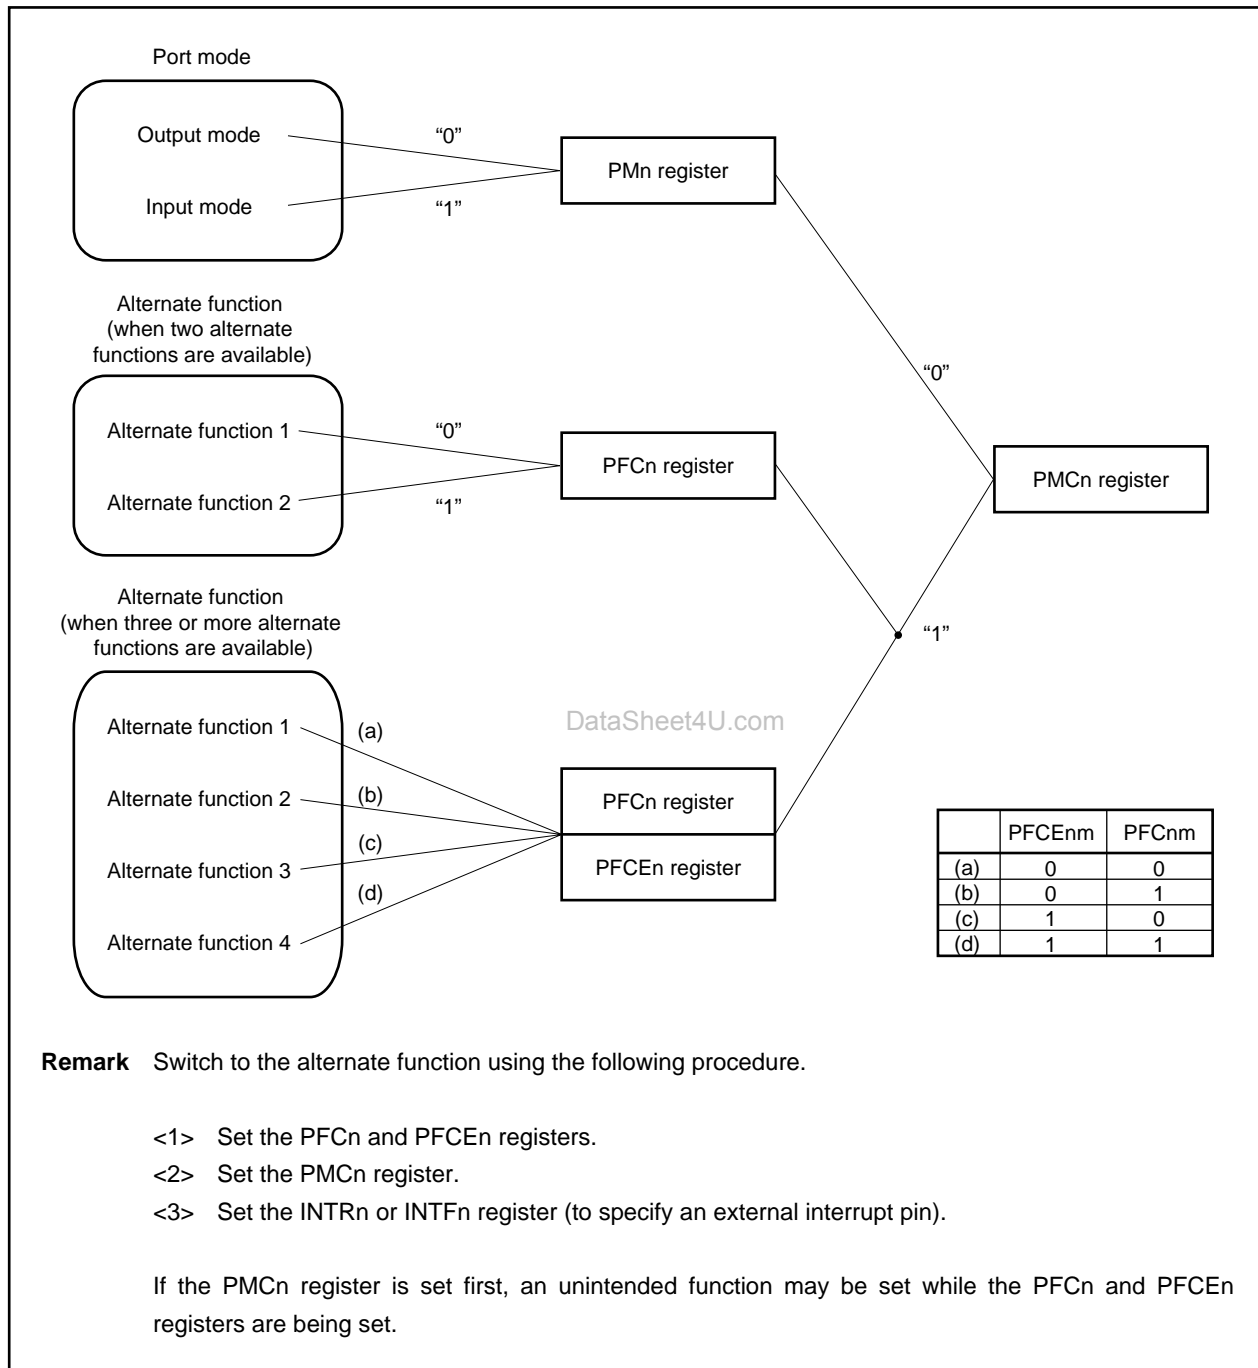 Port mode
Output mode
“0”
Input mode
“1”
PMn register
Alternate function
(when two alternate
functions are available)
Alternate function 1
“0”
Alternate function 2
“1”
PFCn register
“0”
PMCn register
“1”
Alternate function
(when three or more alternate
functions are available)
Alternate function 1
(a)
Alternate function 2
(b)
Alternate function 3
(c)
Alternate function 4
(d)
DataSheet4U.com
PFCn register
PFCEn register
PFCEnm PFCnm
(a) 0 0
(b) 0 1
(c) 1 0
(d) 1 1
Remark Switch to the alternate function using the following procedure.
<1> Set the PFCn and PFCEn registers.
<2> Set the PMCn register.
<3> Set the INTRn or INTFn register (to specify an external interrupt pin).
If the PMCn register is set first, an unintended function may be set while the PFCn and PFCEn
registers are being set.